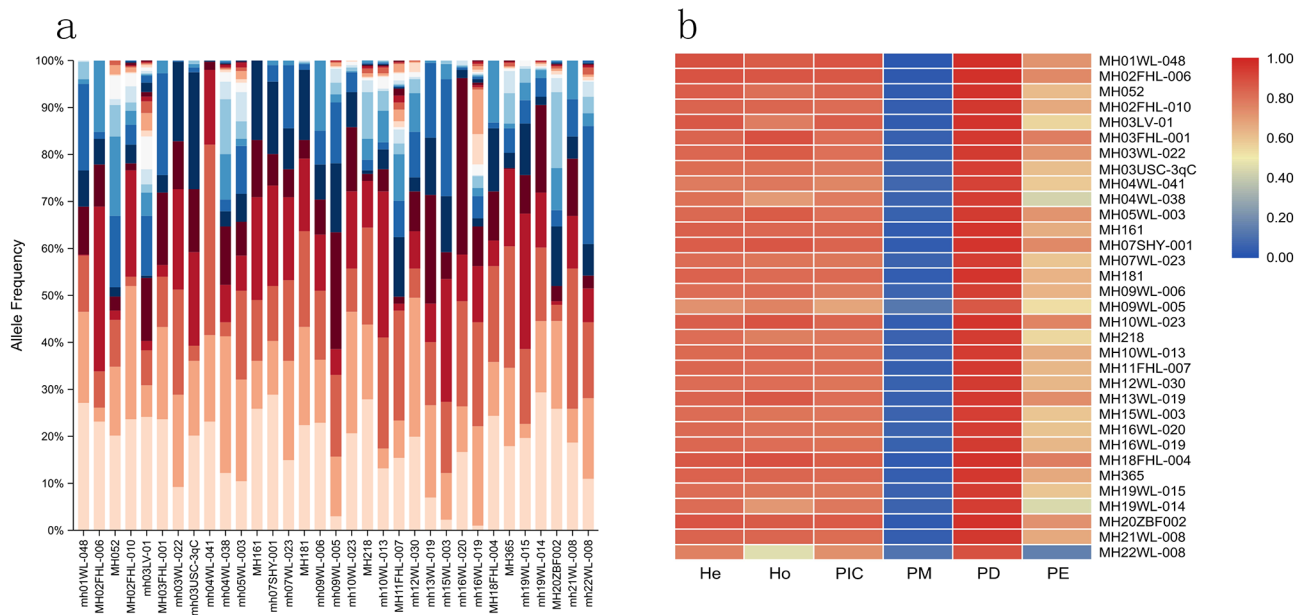 a
Allele Frequency
100%
90%
80%
70%
60%
50%
40%
30%
20%
10%
0%
mh01WL-048
MH02FHL-006
MH052
MH02FHL-010
mh03LV-01
MH03FHL-001
mh03WL-022
mh03USC-3qC
mh04WL-041
mh04WL-038
mh05WL-003
MH161
mh07SHY-001
mh07WL-023
MH181
mh09WL-006
mh09WL-005
mh10WL-023
MH218
mh10WL-013
MH11FHL-007
mh12WL-030
mh13WL-019
mh15WL-003
mh16WL-020
mh16WL-019
MH18FHL-004
MH365
mh19WL-015
mh19WL-014
MH20ZBF002
mh21WL-008
mh22WL-008
b
MH01WL-048
MH02FHL-006
MH052
MH02FHL-010
MH03LV-01
MH03FHL-001
MH03WL-022
MH03USC-3qC
MH04WL-041
MH04WL-038
MH05WL-003
MH161
MH07SHY-001
MH07WL-023
MH181
MH09WL-006
MH09WL-005
MH10WL-023
MH218
MH10WL-013
MH11FHL-007
MH12WL-030
MH13WL-019
MH15WL-003
MH16WL-020
MH16WL-019
MH18FHL-004
MH365
MH19WL-015
MH19WL-014
MH20ZBF002
MH21WL-008
MH22WL-008
He Ho PIC PM PD PE
1.00
0.80
0.60
0.40
0.20
0.00